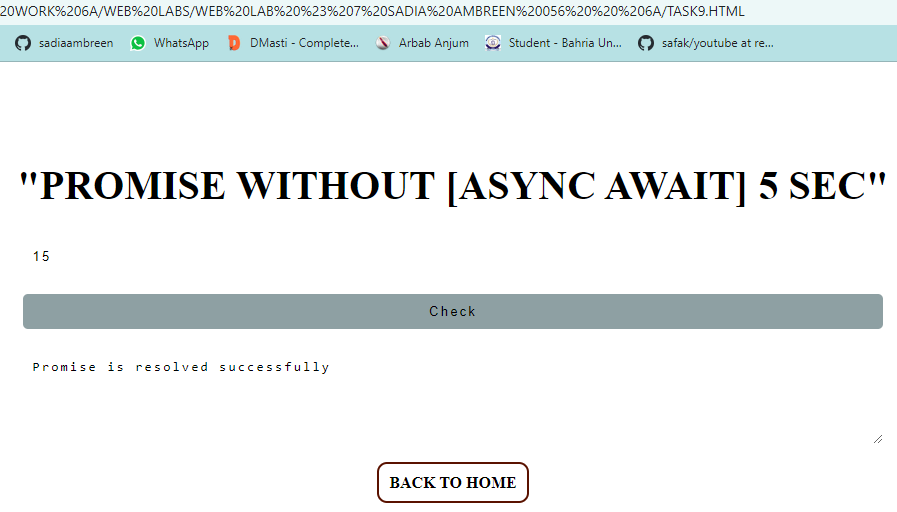 20WORK%206A/WEB%20LABS/WEB%20LAB%20%23%207%20SADIA%20AMBREEN%20056%20%20%206A/TASK9.HTML
sadiaambreen WhatsApp DMasti - Complete... Arbab Anjum Student - Bahria Un... safak/youtube at re...
"PROMISE WITHOUT [ASYNC AWAIT] 5 SEC"
15
Check
Promise is resolved successfully
BACK TO HOME